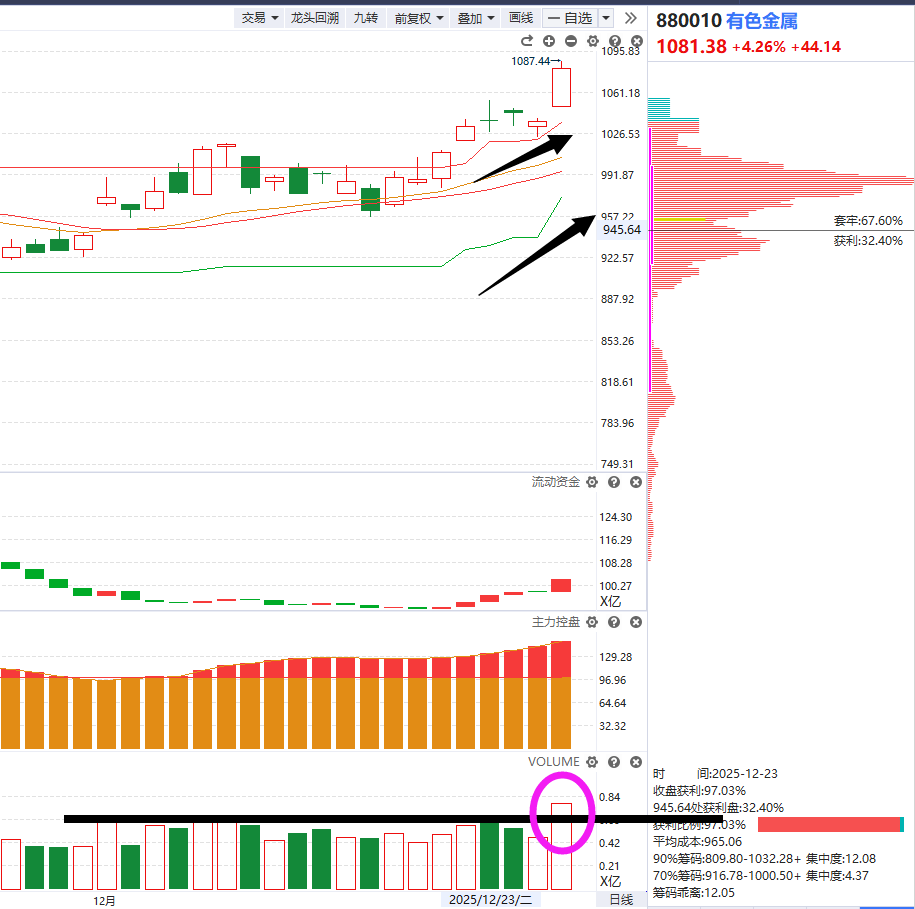 交易 龙头回溯 九转 前复权 叠加 画线 自选
880010 有色金属
1081.38 +4.26% +44.14
1095.83
1087.44
1061.18
1026.53
991.87
957.22
945.64
922.57
887.92
853.26
818.61
783.96
749.31
套牢:67.60%
获利:32.40%
流动资金
124.30
116.29
108.28
100.27
X亿
主力控盘
129.28
96.96
64.64
32.32
VOLUME
0.84
0.42
0.21
X亿
12月
2025/12/23/二
日线
时 间:2025-12-23
收盘获利:97.03%
945.64处获利盘:32.40%
获利比例:97.03%
平均成本:965.06
90%筹码:809.80-1032.28+ 集中度:12.08
70%筹码:916.78-1000.50+ 集中度:4.37
筹码乖离:12.05